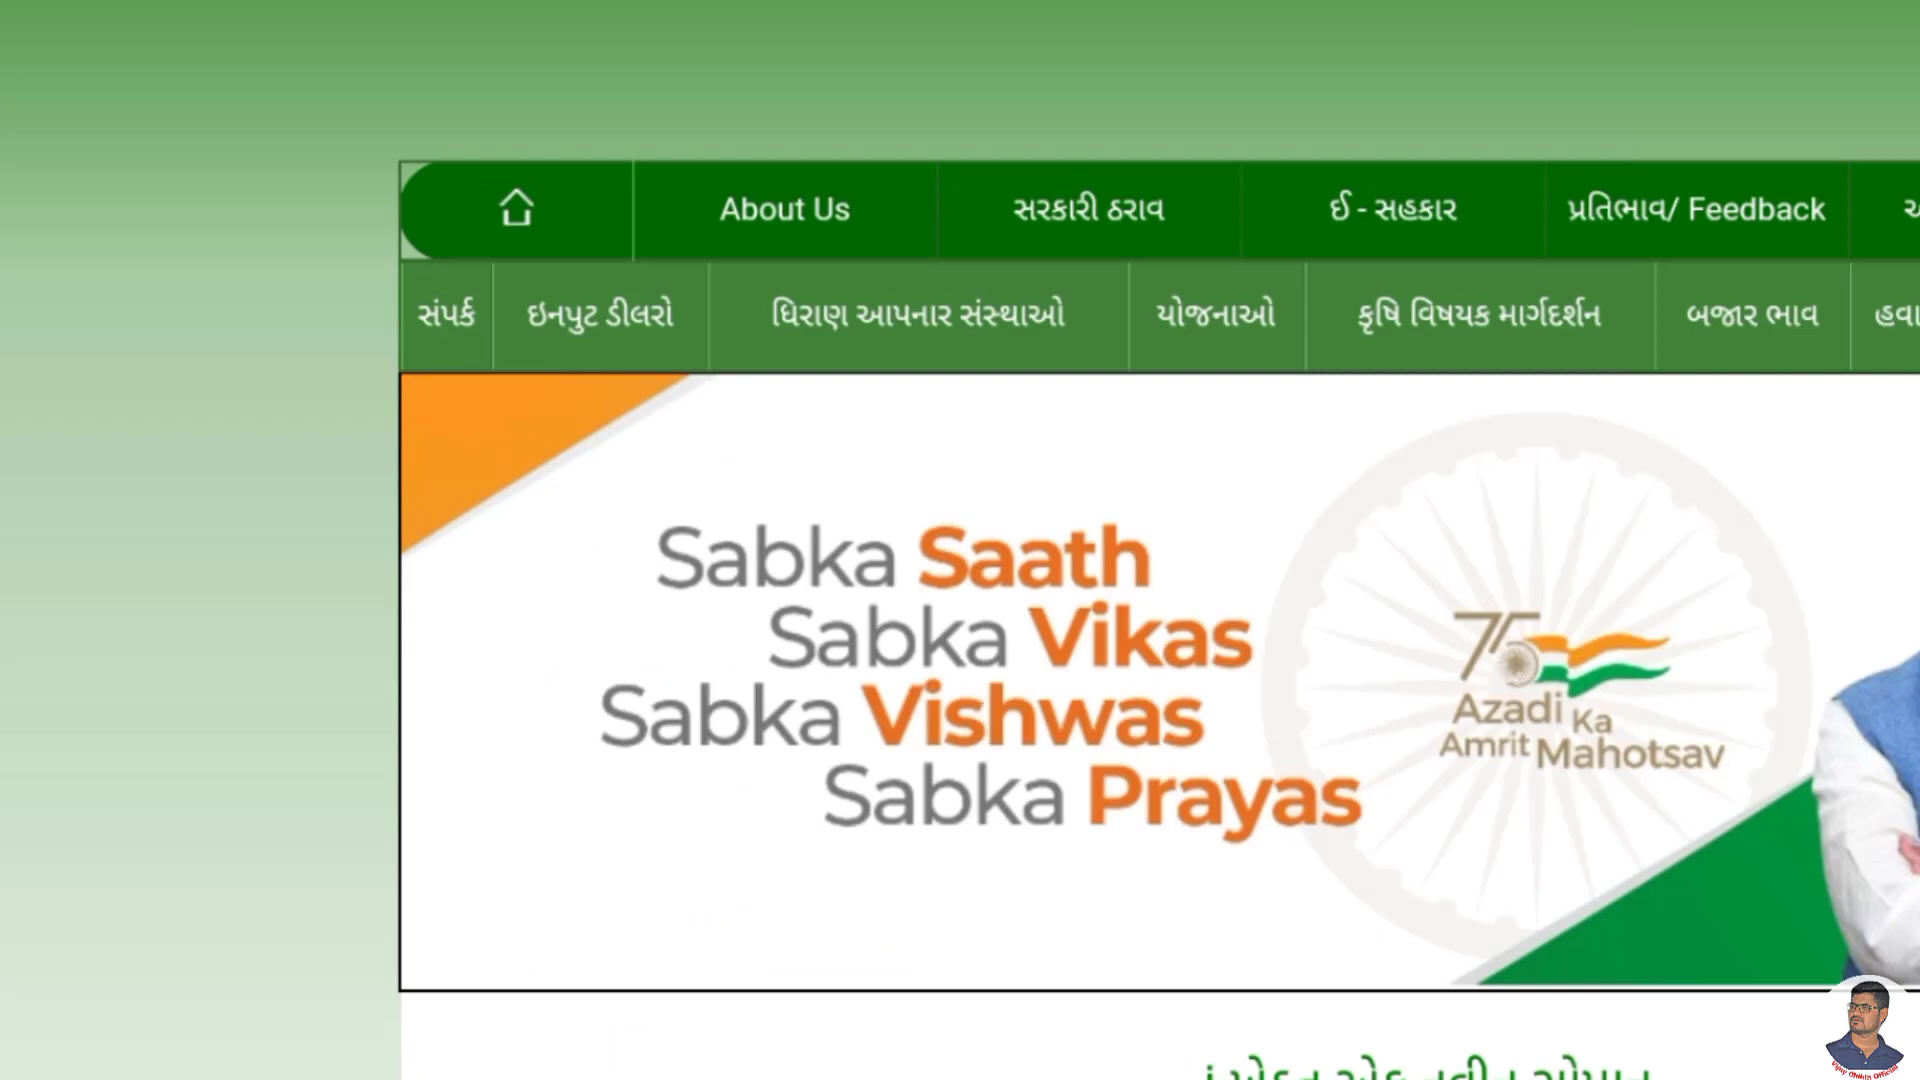 About Us
સરકારી ઠરાવ
ઈ - સહકાર
પ્રતિભાવ/ Feedback
સંપર્ક
ઇનપુટ ડીલરો
ધિરાણ આપનાર સંસ્થાઓ
યોજનાઓ
કૃષિ વિષયક માર્ગદર્શન
બજાર ભાવ
Sabka Saath
Sabka Vikas
Sabka Vishwas
Sabka Prayas
75
Azadi Ka
Amrit Mahotsav